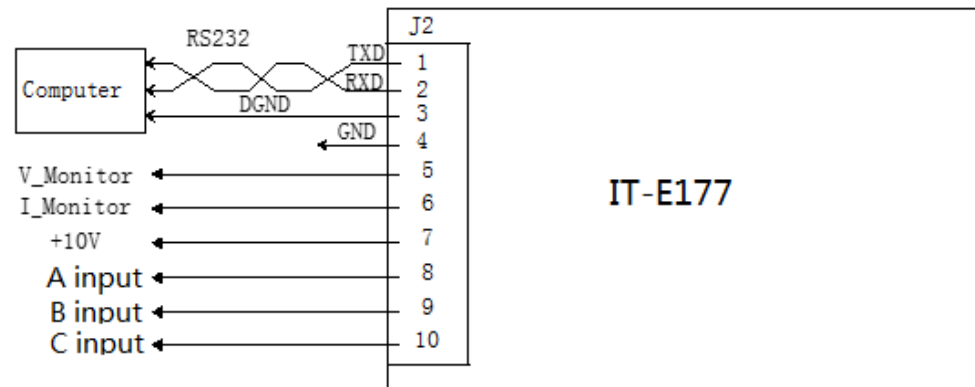 J2
RS232
TXD 1
Computer
RXD 2
DGND 3
GND 4
V_Monitor 5
I_Monitor 6
IT-E177
+10V 7
A input 8
B input 9
C input 10